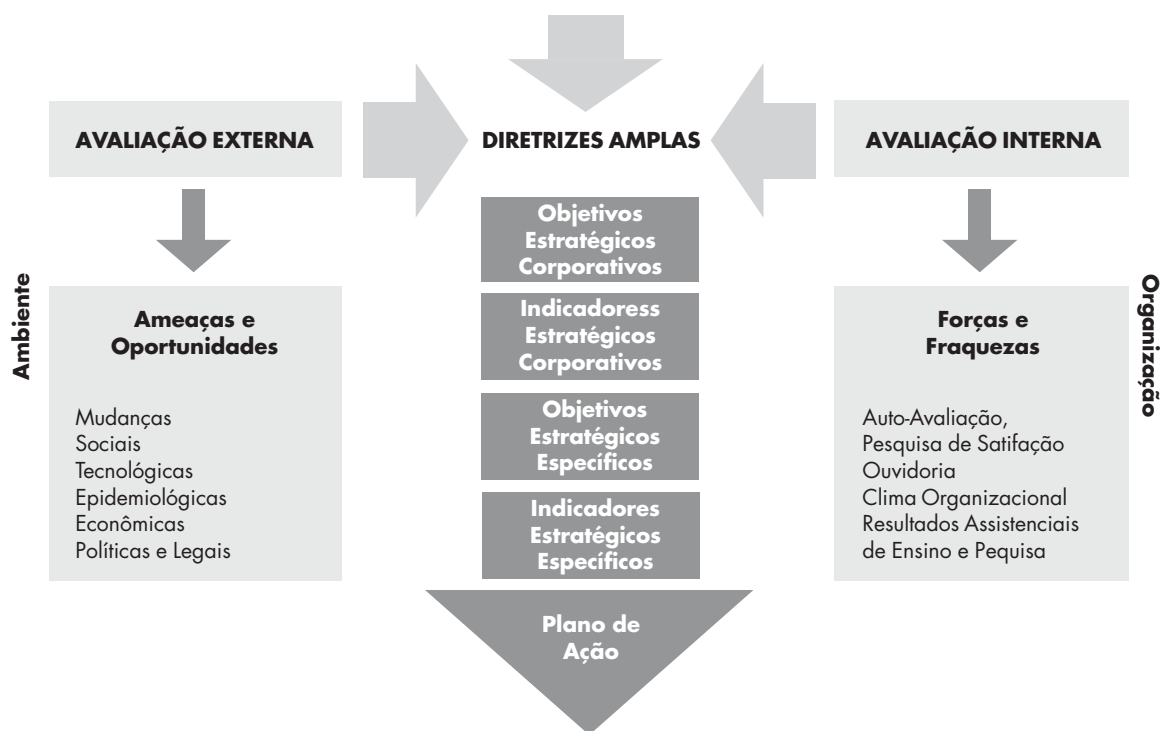 AVALIAÇÃO EXTERNA
DIRETRIZES AMPLAS
AVALIAÇÃO INTERNA
Ambiente
Ameaças e
Oportunidades
Mudanças
Sociais
Tecnológicas
Epidemiológicas
Econômicas
Políticas e Legais
Objetivos
Estratégicos
Corporativos
Indicadoress
Estratégicos
Corporativos
Objetivos
Estratégicos
Específicos
Indicadores
Estratégicos
Específicos
Plano de
Ação
Forças e
Fraquezas
Auto-Avaliação,
Pesquisa de Satifação
Ouvidoria
Clima Organizacional
Resultados Assistenciais
de Ensino e Pequisa
Organização